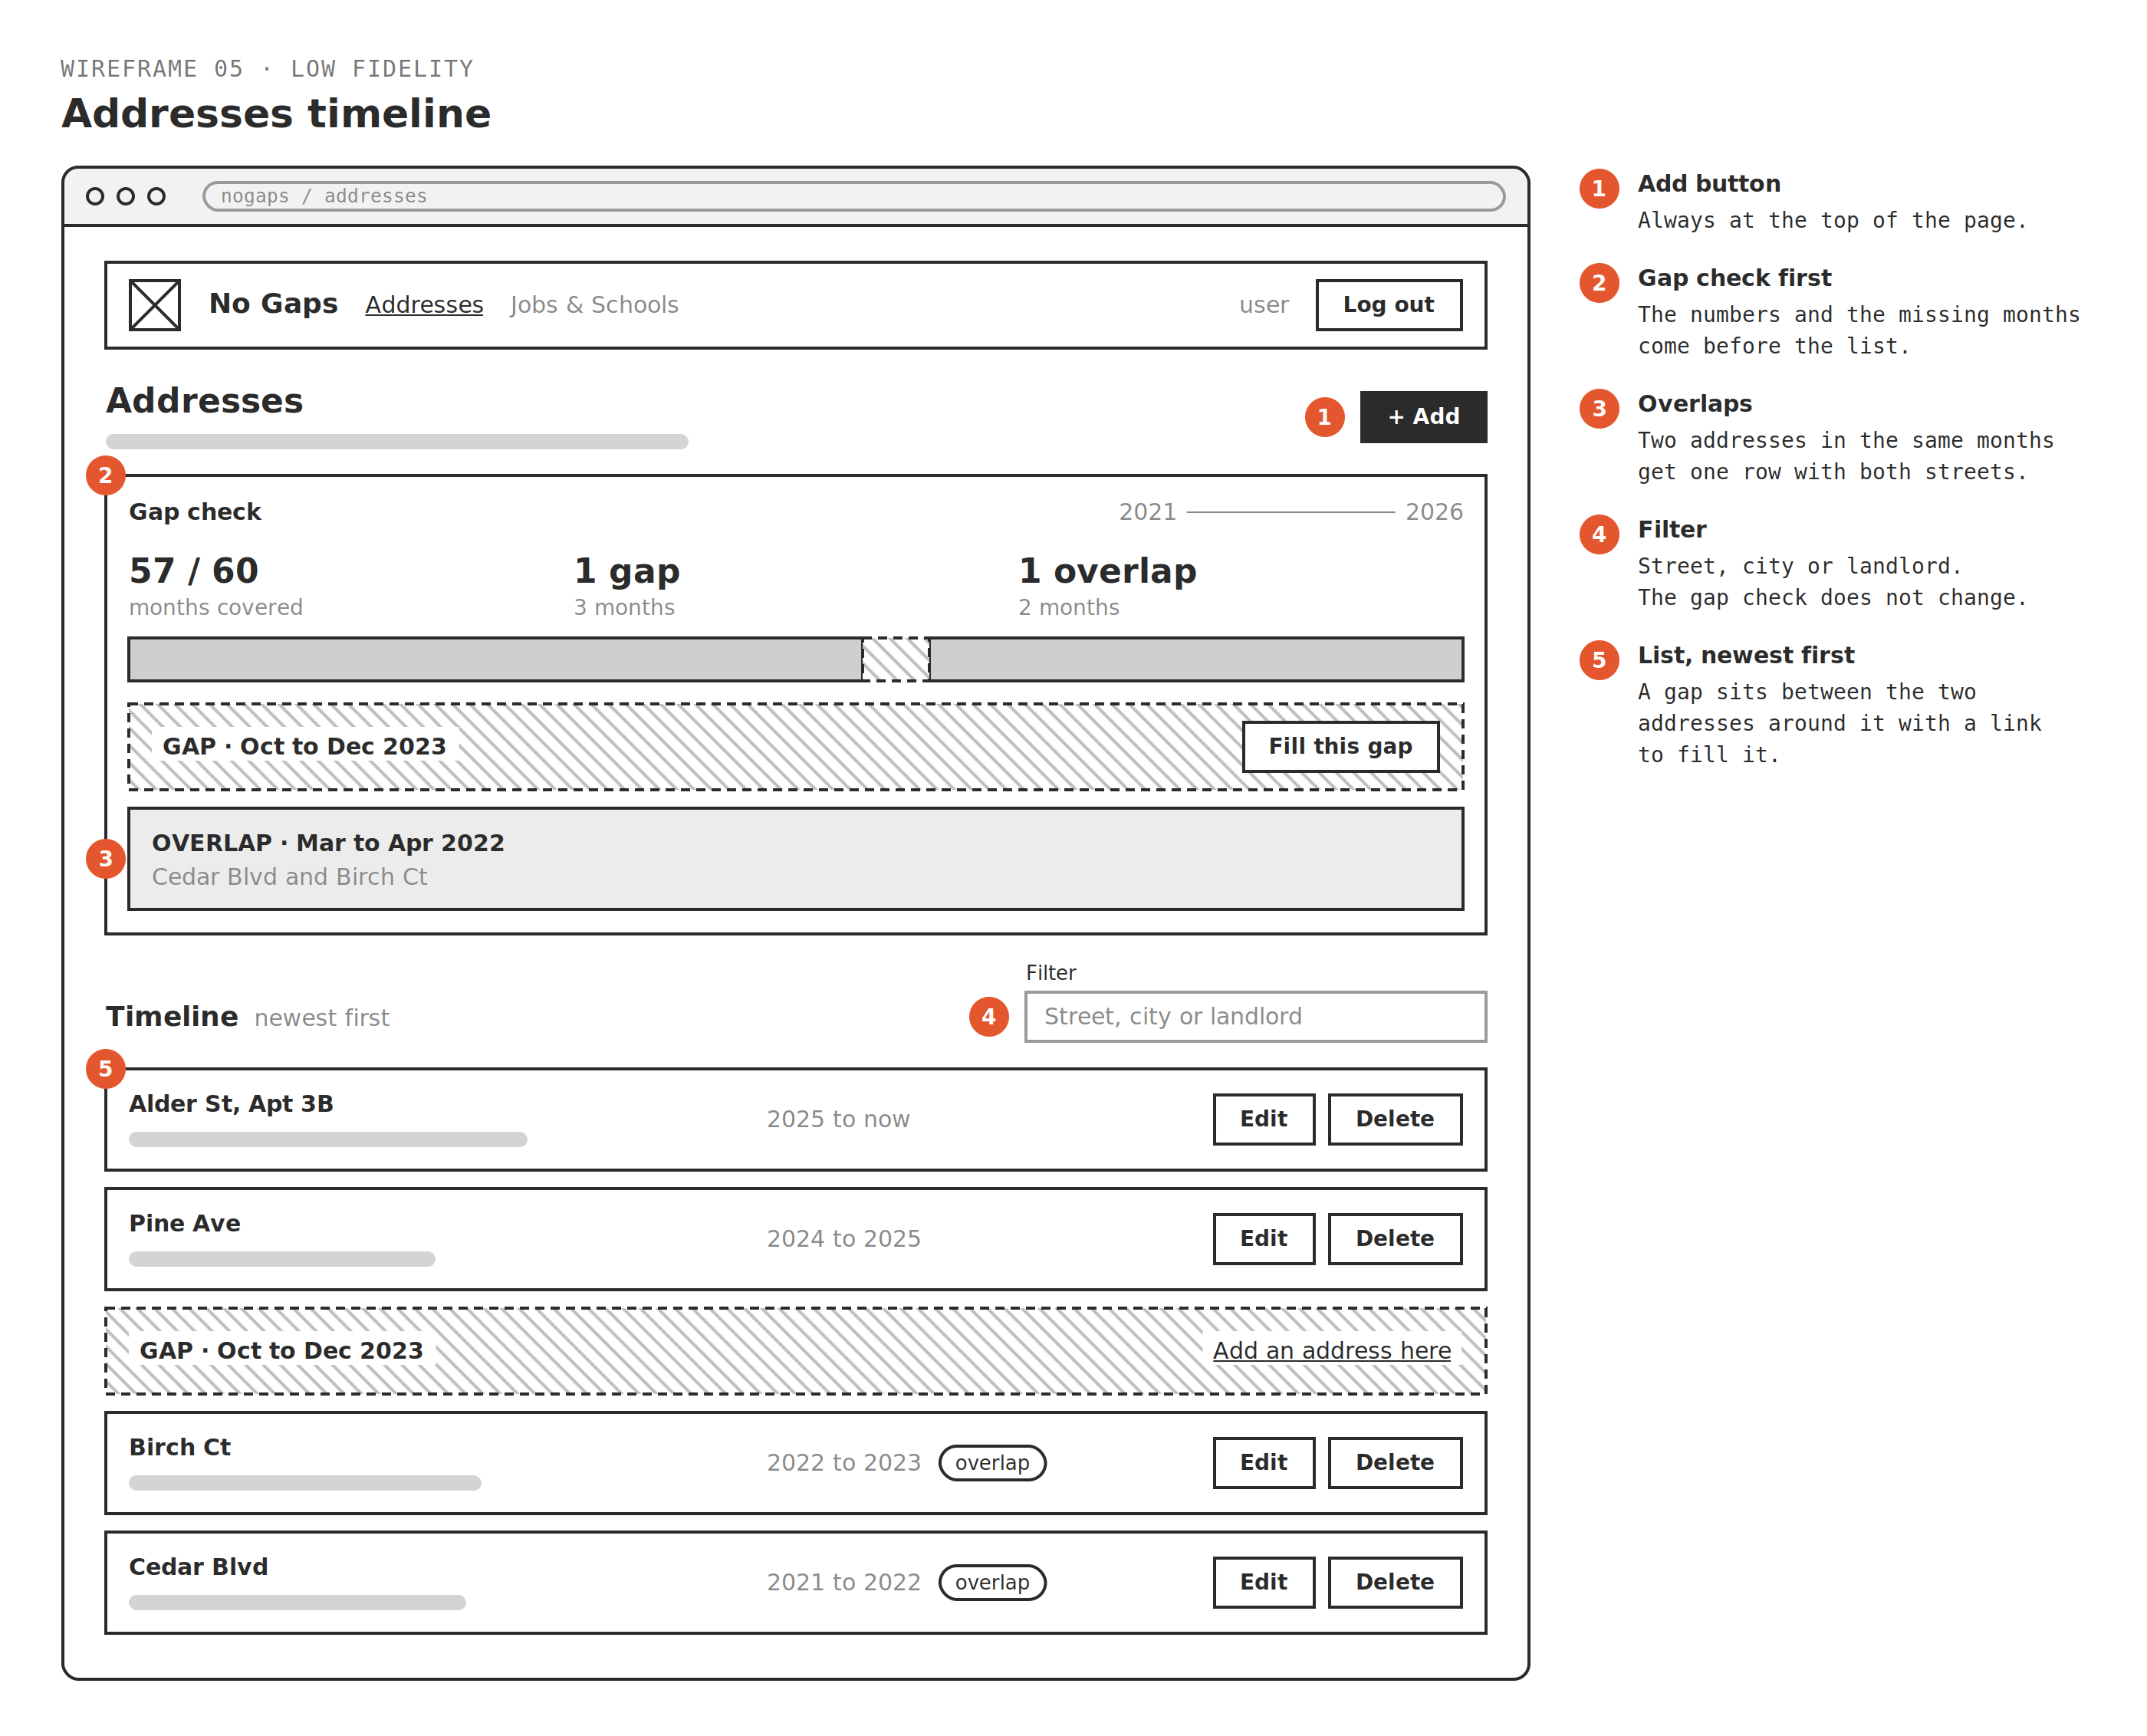 WIREFRAME 05 · LOW FIDELITY
Addresses timeline
nogaps / addresses
No Gaps Addresses Jobs & Schools user Log out
Addresses
1 + Add
2
Gap check 2021 2026
57 / 60 1 gap 1 overlap
months covered 3 months 2 months
GAP · Oct to Dec 2023 Fill this gap
3
OVERLAP · Mar to Apr 2022
Cedar Blvd and Birch Ct
Filter
Timeline newest first 4 Street, city or landlord
5
Alder St, Apt 3B 2025 to now Edit Delete
Pine Ave 2024 to 2025 Edit Delete
GAP · Oct to Dec 2023 Add an address here
Birch Ct 2022 to 2023 overlap Edit Delete
Cedar Blvd 2021 to 2022 overlap Edit Delete
1 Add button
Always at the top of the page.
2 Gap check first
The numbers and the missing months
come before the list.
3 Overlaps
Two addresses in the same months
get one row with both streets.
4 Filter
Street, city or landlord.
The gap check does not change.
5 List, newest first
A gap sits between the two
addresses around it with a link
to fill it.